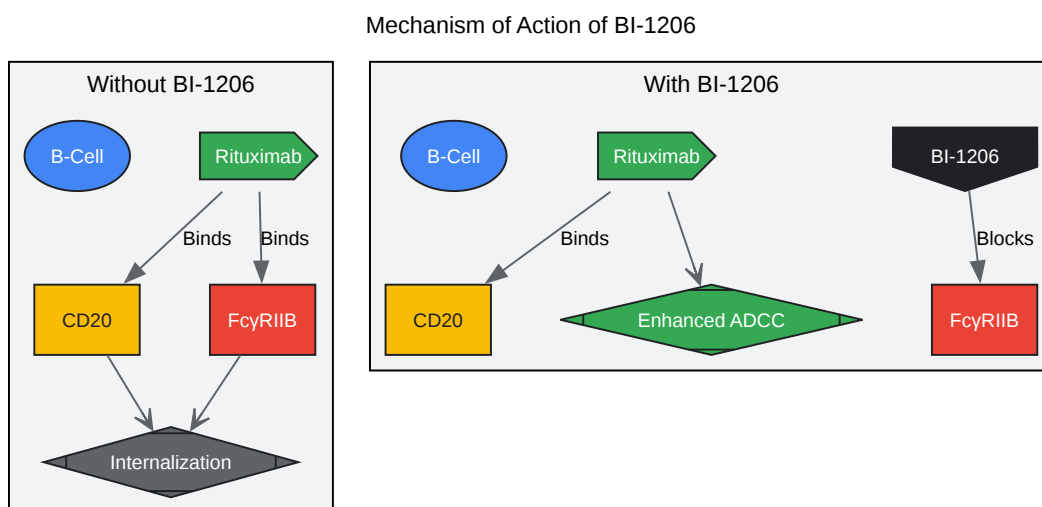 Mechanism of Action of BI-1206
Without BI-1206
B-Cell
Rituximab
Binds
Binds
CD20
FcγRIIB
Internalization
With BI-1206
B-Cell
Rituximab
BI-1206
Binds
Blocks
CD20
Enhanced ADCC
FcγRIIB